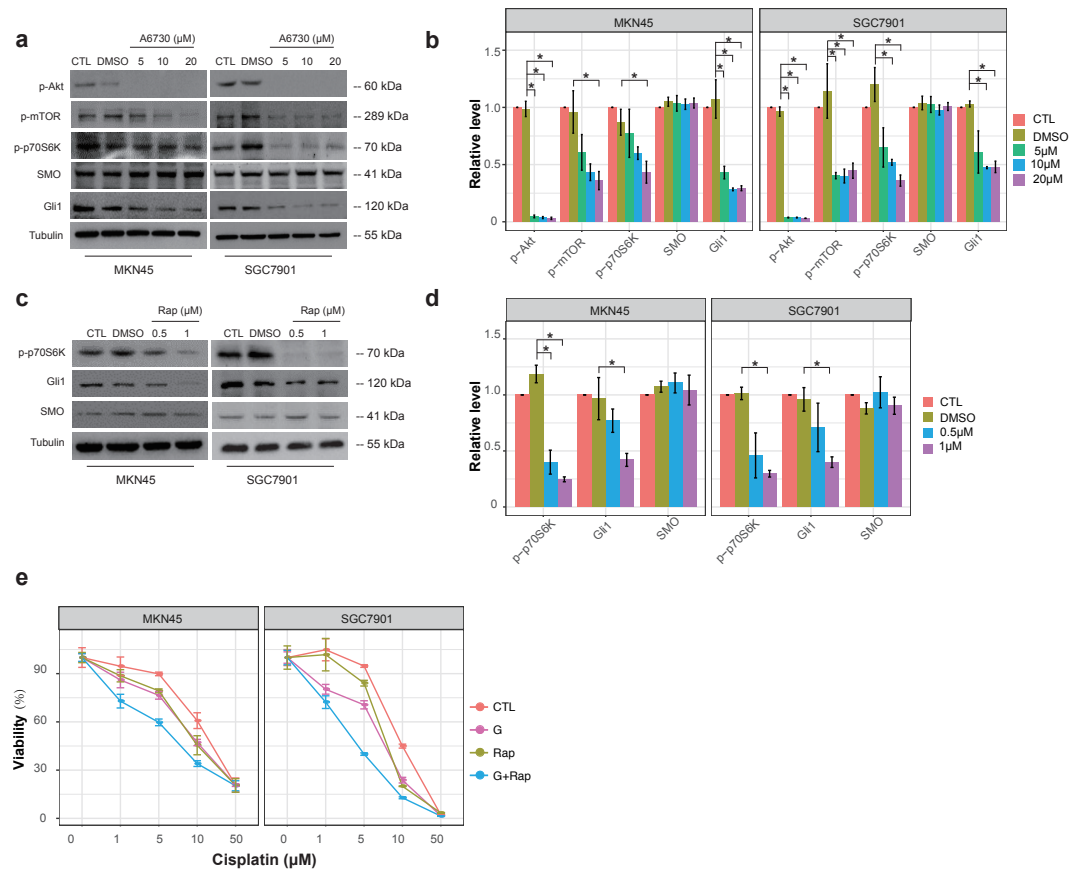 a
A6730 (µM) A6730 (µM)
CTL DMSO 5 10 20 CTL DMSO 5 10 20
p-Akt -- 60 kDa
p-mTOR -- 289 kDa
p-p70S6K -- 70 kDa
SMO -- 41 kDa
Gli1 -- 120 kDa
Tubulin -- 55 kDa
MKN45 SGC7901
b
MKN45 SGC7901
Relative level
1.5
1.0
0.5
0
* * * * * * * * * * * * * * * * * * *
p-Akt p-mTOR p-p70S6K SMO Gli1 p-Akt p-mTOR p-p70S6K SMO Gli1
CTL
DMSO
5µM
10µM
20µM
c
Rap (µM) Rap (µM)
CTL DMSO 0.5 1 CTL DMSO 0.5 1
p-p70S6K -- 70 kDa
Gli1 -- 120 kDa
SMO -- 41 kDa
Tubulin -- 55 kDa
MKN45 SGC7901
d
MKN45 SGC7901
Relative level
1.5
1.0
0.5
0
* * * * *
p-p70S6K Gli1 SMO p-p70S6K Gli1 SMO
CTL
DMSO
0.5µM
1µM
e
MKN45 SGC7901
Viability (%)
90
60
30
0
0 1 5 10 50 0 1 5 10 50
Cisplatin (µM)
CTL
G
Rap
G+Rap